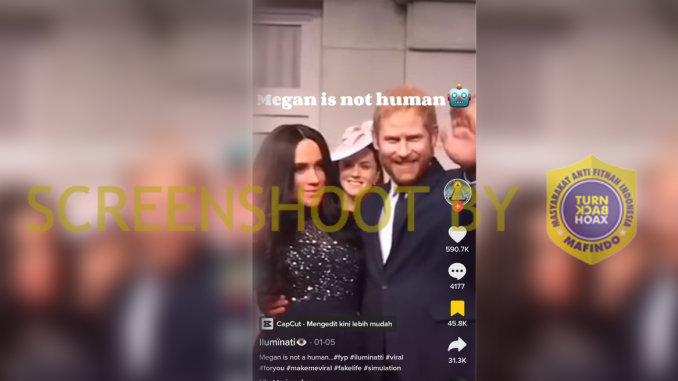 Megan is not human🤖
SCREENSHOOT BY
MASYARAKAT ANTI FITNAH INDONESIA
TURN
BACK
HOAX
MAFINDO
590.7K
4177
45.8K
31.3K
CapCut · Mengedit kini lebih mudah
Ilumïnati👁 · 01-05
Megan is not a human...#fyp #iluminatti #viral
#foryou #makemeviral #fakelife #simulation